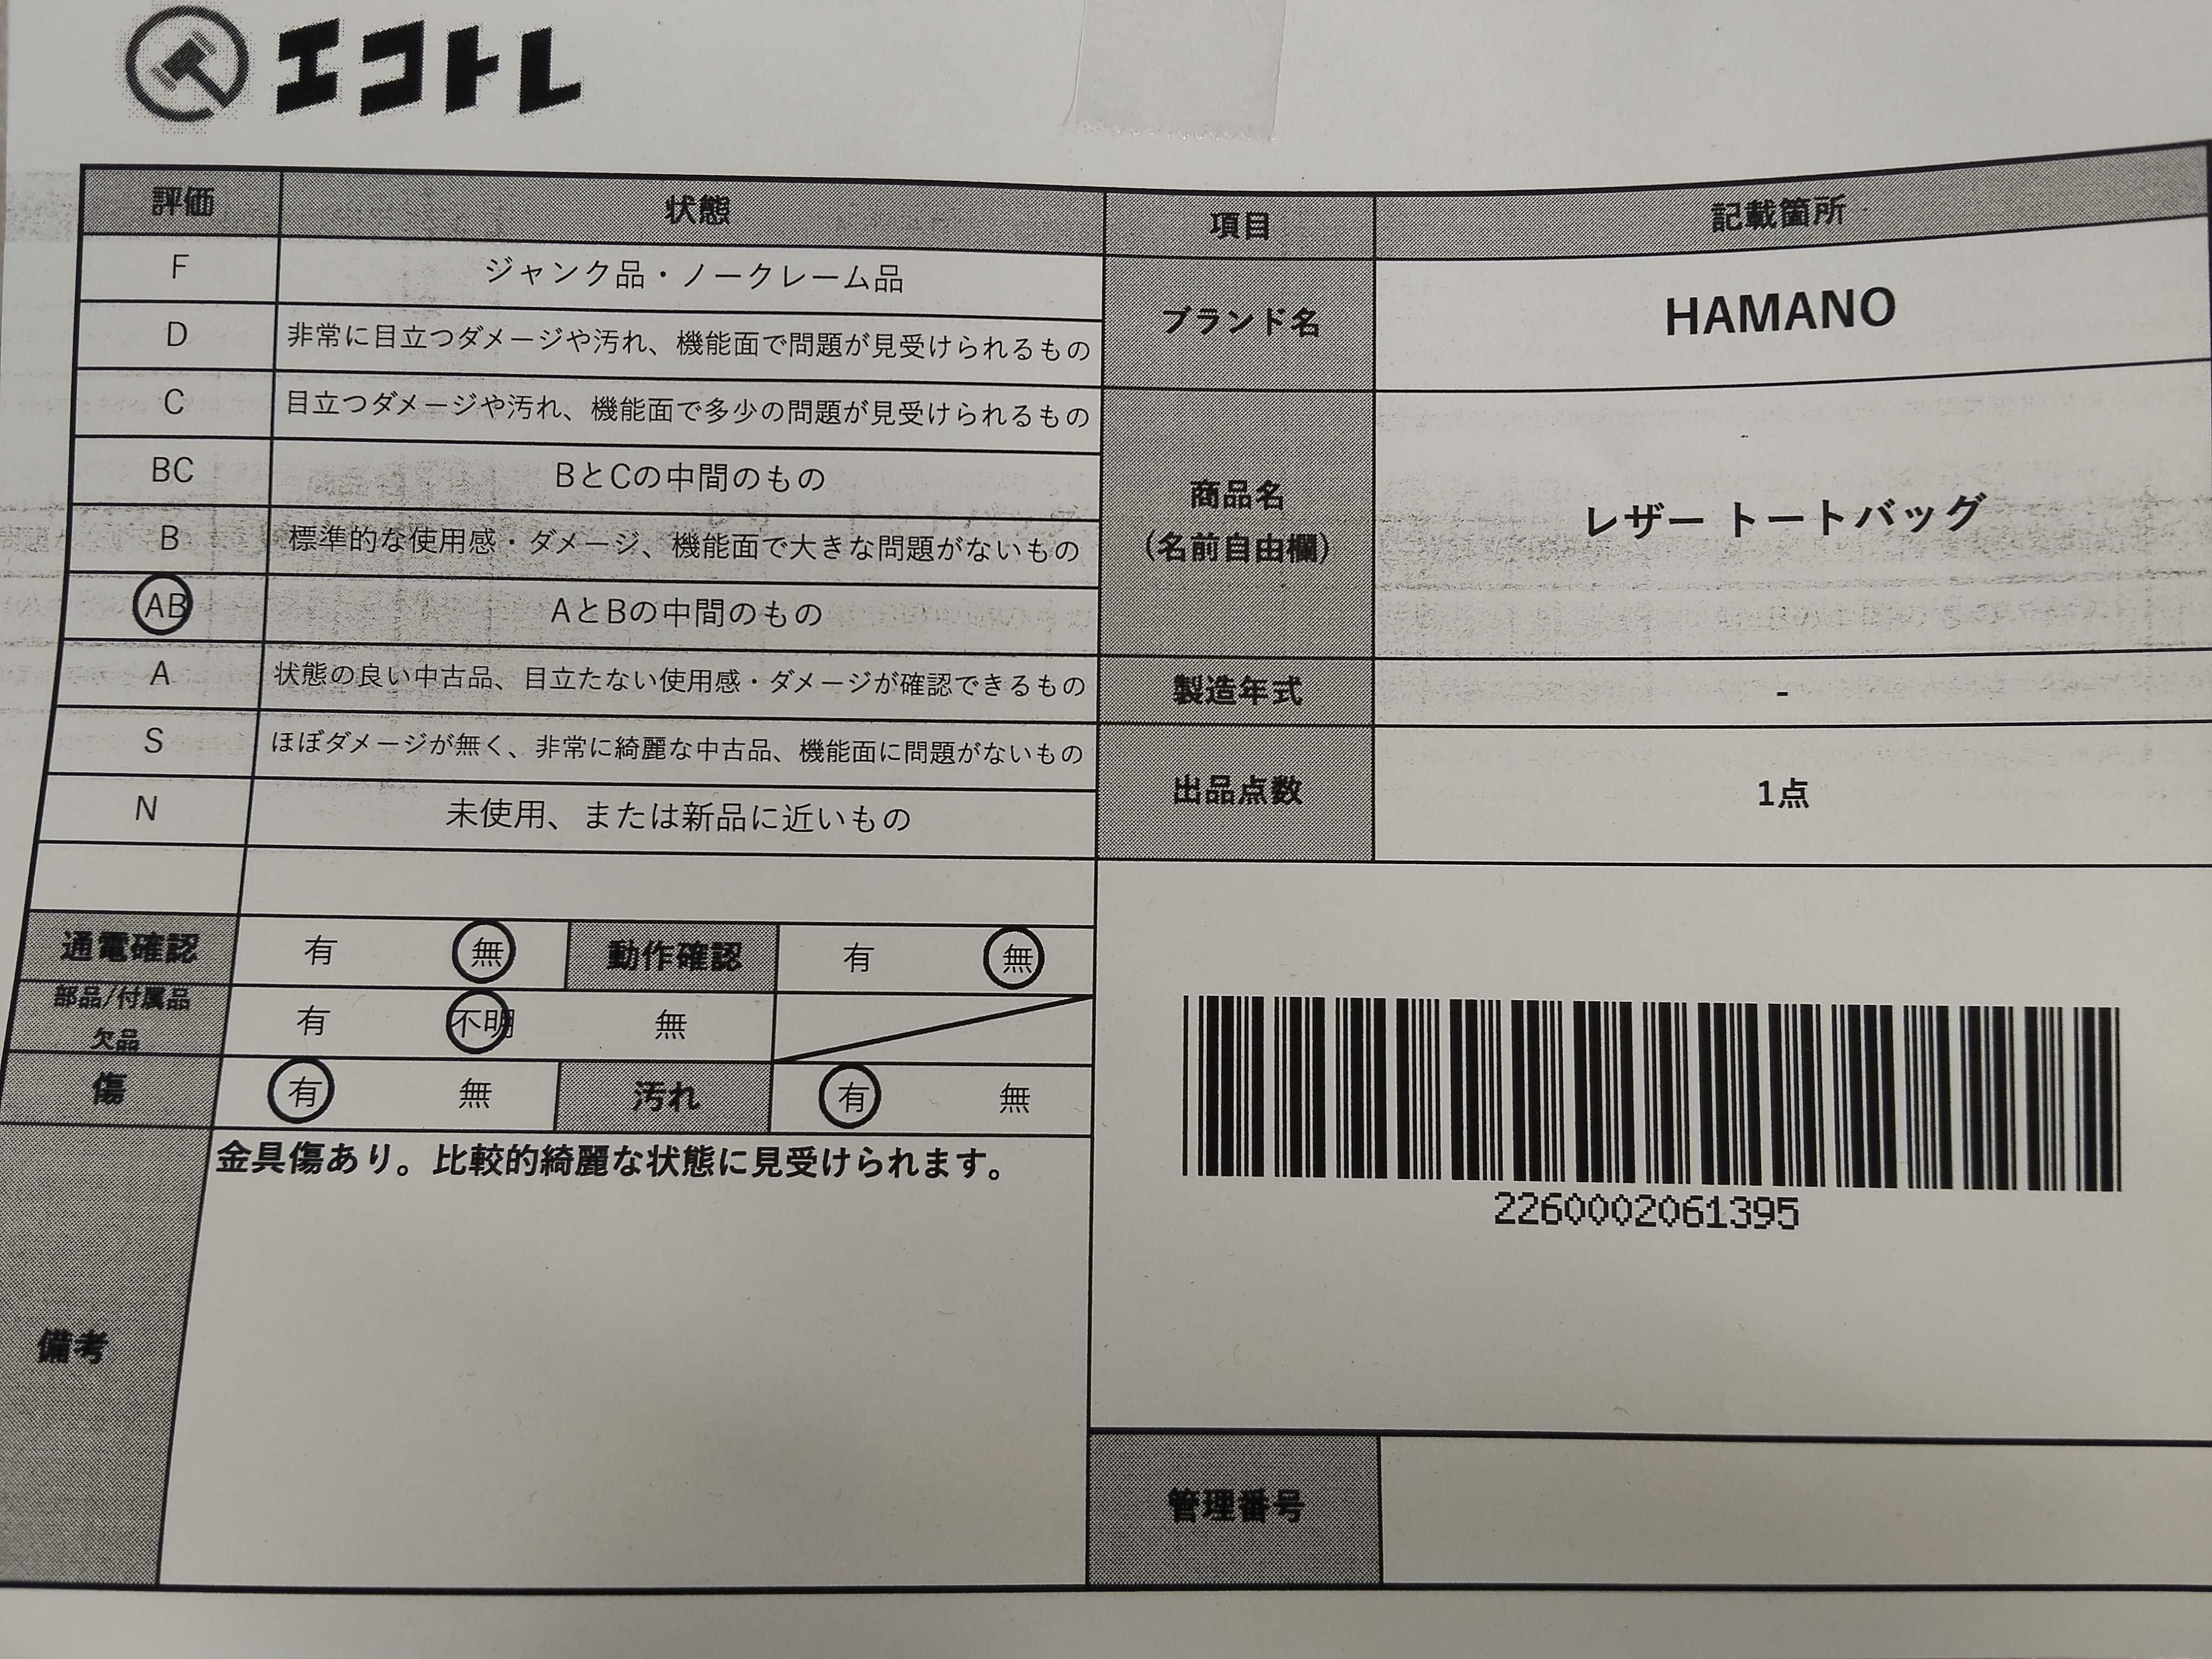 エコトレ
評価 状態 項目 記載箇所
F ジャンク品・ノークレーム品
D 非常に目立つダメージや汚れ、機能面で問題が見受けられるもの
ブランド名 HAMANO
C 目立つダメージや汚れ、機能面で多少の問題が見受けられるもの
BC BとCの中間のもの
B 標準的な使用感・ダメージ、機能面で大きな問題がないもの
商品名
(名前自由欄)
レザー トートバッグ
AB AとBの中間のもの
A 状態の良い中古品、目立たない使用感・ダメージが確認できるもの
製造年式 -
S ほぼダメージが無く、非常に綺麗な中古品、機能面に問題がないもの
出品点数 1点
N 未使用、または新品に近いもの
通電確認 有 無 動作確認 有 無
部品/付属品
欠品
有 不明 無
傷 有 無 汚れ 有 無
備考
金具傷あり。比較的綺麗な状態に見受けられます。
2260002061395
管理番号